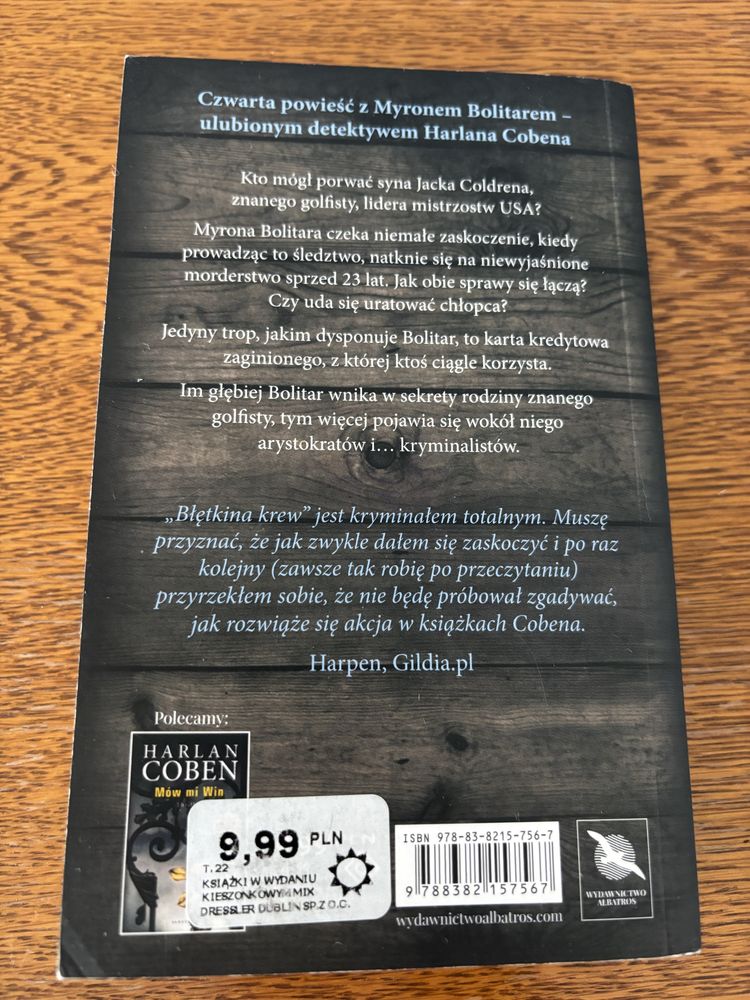 Czwarta powieść z Myronem Bolitarem –
ulubionym detektywem Harlana Cobena
Kto mógł porwać syna Jacka Coldrena,
znanego golfisty, lidera mistrzostw USA?
Myrona Bolitara czeka niemałe zaskoczenie, kiedy
prowadząc to śledztwo, natknie się na niewyjaśnione
morderstwo sprzed 23 lat. Jak obie sprawy się łączą?
Czy uda się uratować chłopca?
Jedyny trop, jakim dysponuje Bolitar, to karta kredytowa
zaginionego, z której ktoś ciągle korzysta.
Im głębiej Bolitar wnika w sekrety rodziny znanego
golfisty, tym więcej pojawia się wokół niego
arystokratów i… kryminalistów.
„Błętkina krew” jest kryminałem totalnym. Muszę
przyznać, że jak zwykle dałem się zaskoczyć i po raz
kolejny (zawsze tak robię po przeczytaniu)
przyrzekłem sobie, że nie będę próbował zgadywać,
jak rozwiąże się akcja w książkach Cobena.
Harpen, Gildia.pl
Polecamy:
HARLAN
COBEN
Mów mi Win
9,99 PLN
T. 22
KSIĄŻKI W WYDANIU
KIESZONKOWYM MIX
DRESSLER DUBLIN SP. Z O.O.
ISBN 978-83-8215-756-7
9 788382 157567
wydawnictwoalbatros.com
WYDAWNICTWO
ALBATROS